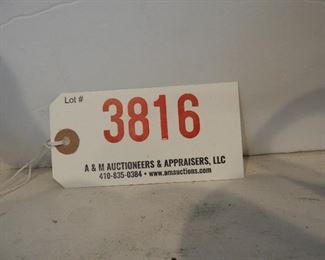 Lot #
3816
A & M AUCTIONEERS & APPRAISERS, LLC
410-835-0384 • www.amauctions.com